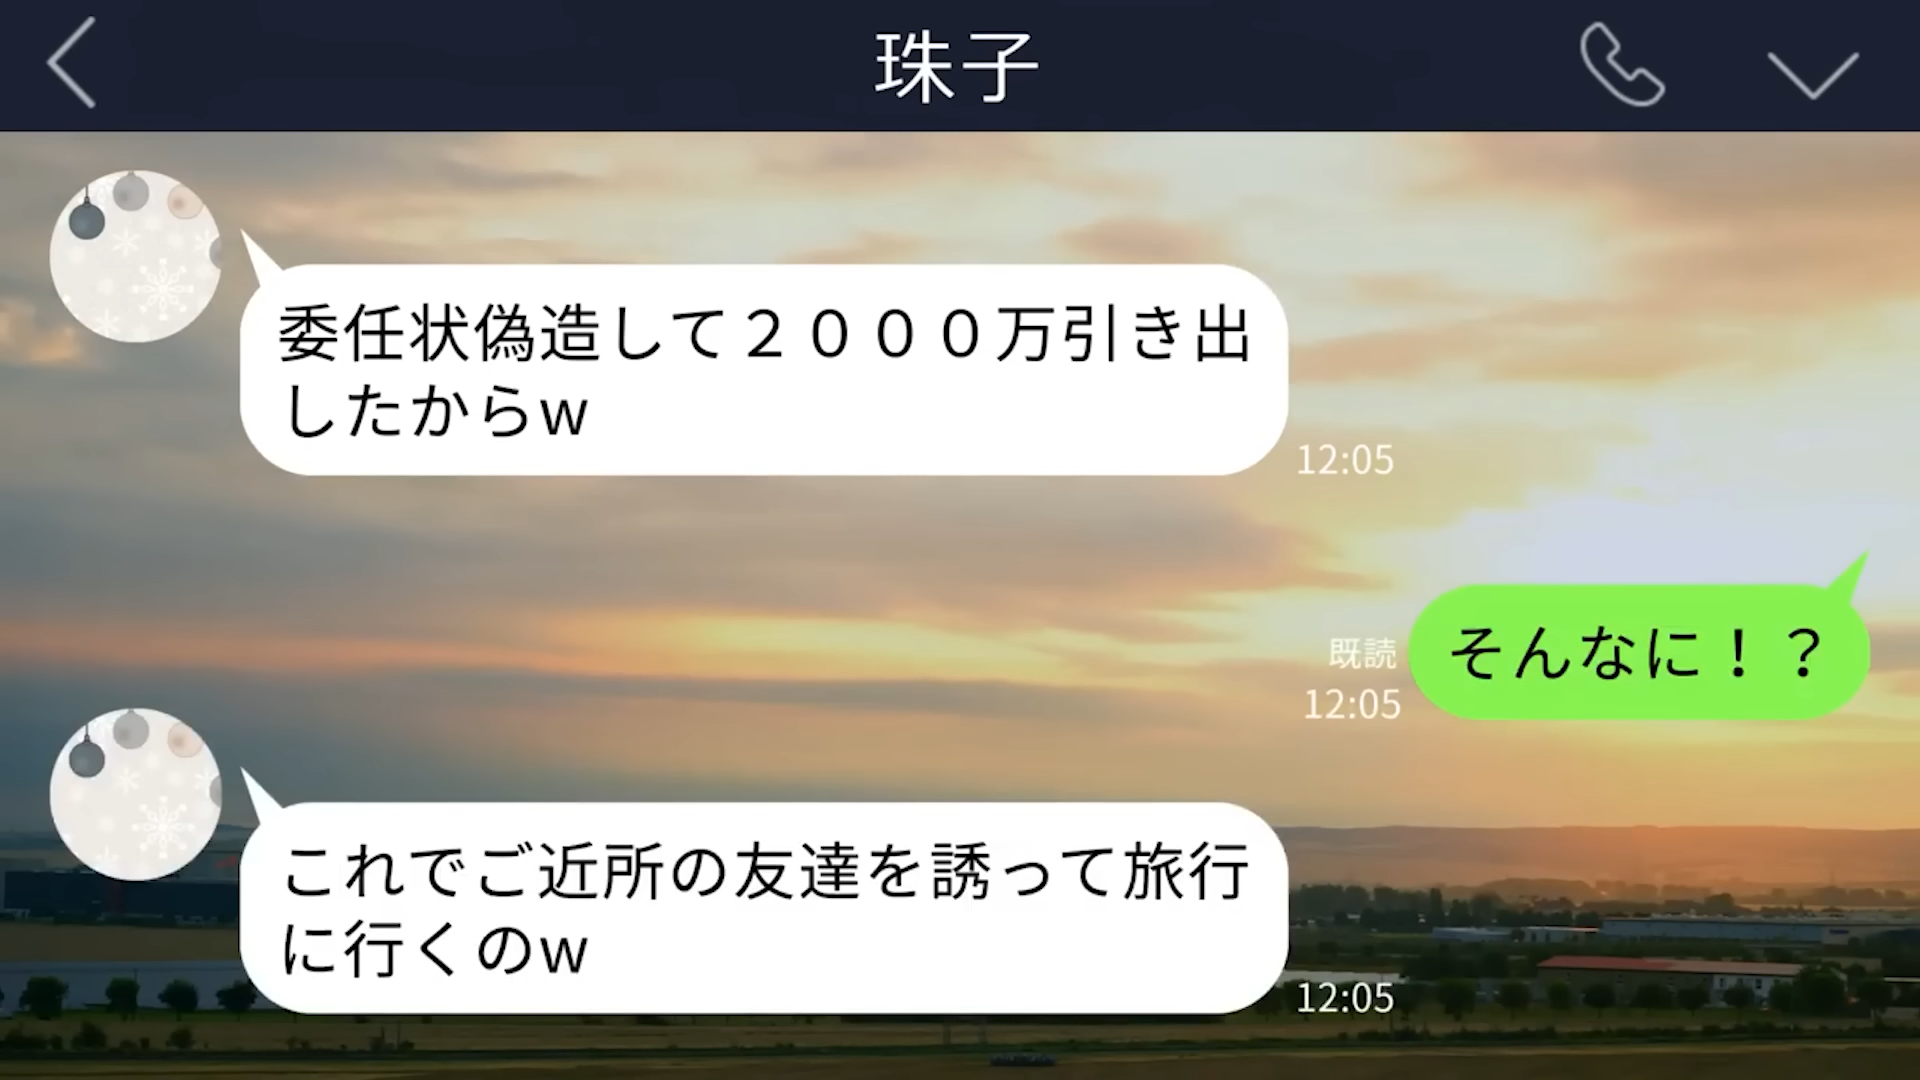 珠子
委任状偽造して２０００万引き出
したからw
12:05
既読
そんなに！？
12:05
これでご近所の友達を誘って旅行
に行くのw
12:05